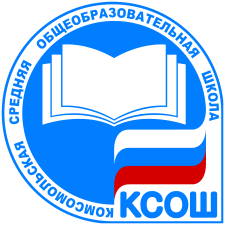 КОМСОМОЛЬСКАЯ СРЕДНЯЯ ОБЩЕОБРАЗОВАТЕЛЬНАЯ ШКОЛА
КСОШ